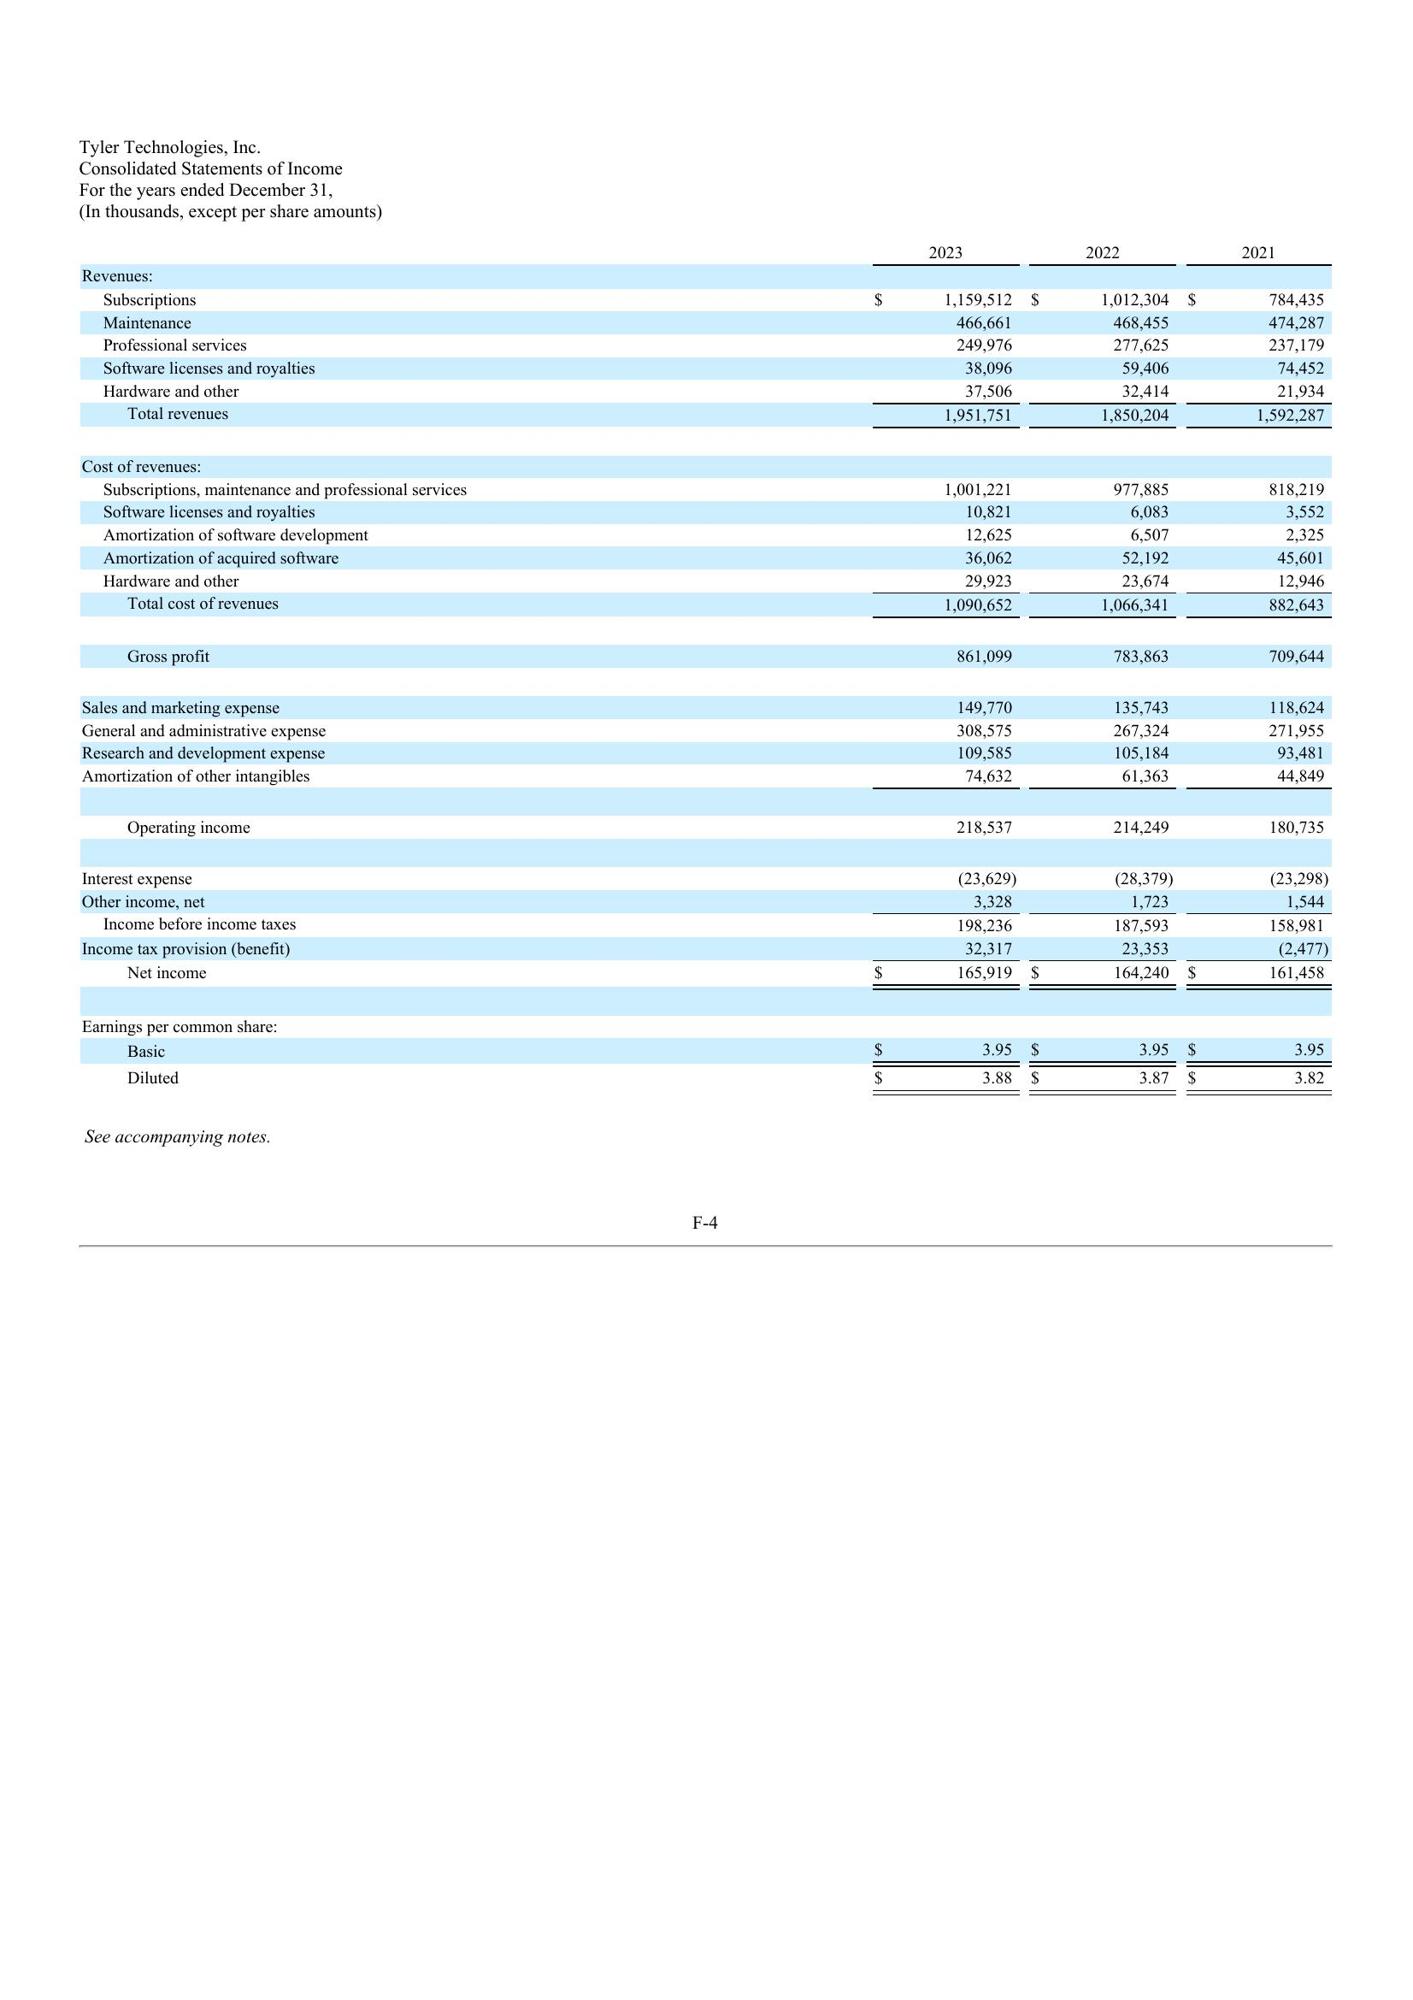 Tyler Technologies, Inc.
Consolidated Statements of Income
For the years ended December 31,
(In thousands, except per share amounts)
2023 2022 2021
Revenues:
Subscriptions $ 1,159,512 $ 1,012,304 $ 784,435
Maintenance 466,661 468,455 474,287
Professional services 249,976 277,625 237,179
Software licenses and royalties 38,096 59,406 74,452
Hardware and other 37,506 32,414 21,934
Total revenues 1,951,751 1,850,204 1,592,287
Cost of revenues:
Subscriptions, maintenance and professional services 1,001,221 977,885 818,219
Software licenses and royalties 10,821 6,083 3,552
Amortization of software development 12,625 6,507 2,325
Amortization of acquired software 36,062 52,192 45,601
Hardware and other 29,923 23,674 12,946
Total cost of revenues 1,090,652 1,066,341 882,643
Gross profit 861,099 783,863 709,644
Sales and marketing expense 149,770 135,743 118,624
General and administrative expense 308,575 267,324 271,955
Research and development expense 109,585 105,184 93,481
Amortization of other intangibles 74,632 61,363 44,849
Operating income 218,537 214,249 180,735
Interest expense (23,629) (28,379) (23,298)
Other income, net 3,328 1,723 1,544
Income before income taxes 198,236 187,593 158,981
Income tax provision (benefit) 32,317 23,353 (2,477)
Net income $ 165,919 $ 164,240 $ 161,458
Earnings per common share:
Basic $ 3.95 $ 3.95 $ 3.95
Diluted $ 3.88 $ 3.87 $ 3.82
See accompanying notes.
F-4